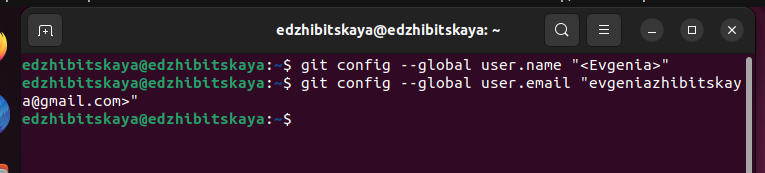 edzhibitskaya@edzhibitskaya: ~
edzhibitskaya@edzhibitskaya:~$ git config --global user.name "<Evgenia>"
edzhibitskaya@edzhibitskaya:~$ git config --global user.email "evgeniazhibitskay
a@gmail.com>"
edzhibitskaya@edzhibitskaya:~$